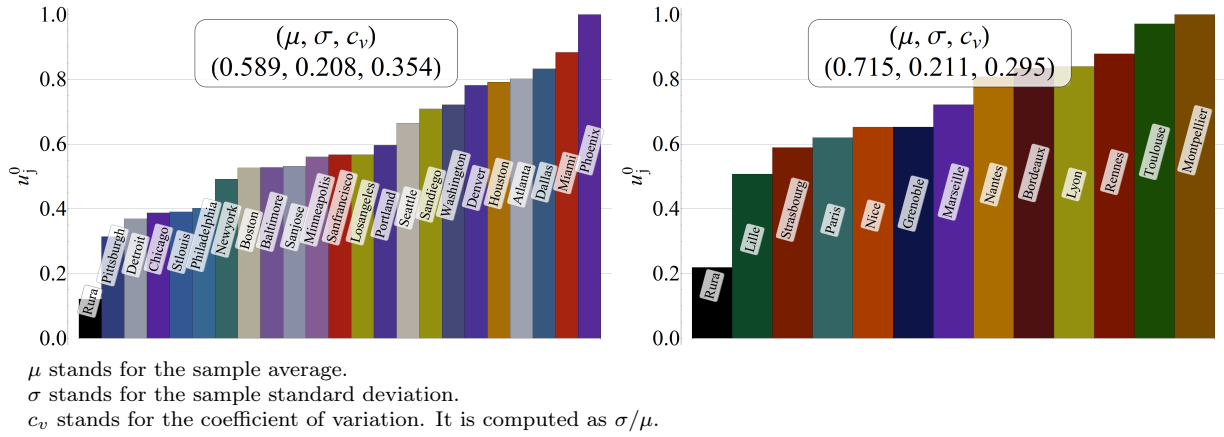 1.0
0.8
0.6
0.4
0.2
0.0
u_j^0
(μ, σ, c_v)
(0.589, 0.208, 0.354)
Rura
Pittsburgh
Detroit
Chicago
Stlouis
Philadelphia
Newyork
Boston
Baltimore
Sanjose
Minneapolis
Sanfrancisco
Losangeles
Portland
Seattle
Sandiego
Washington
Denver
Houston
Atlanta
Dallas
Miami
Phoenix
1.0
0.8
0.6
0.4
0.2
0.0
u_j^0
(μ, σ, c_v)
(0.715, 0.211, 0.295)
Rura
Lille
Strasbourg
Paris
Nice
Grenoble
Marseille
Nantes
Bordeaux
Lyon
Rennes
Toulouse
Montpellier
μ stands for the sample average.
σ stands for the sample standard deviation.
c_v stands for the coefficient of variation. It is computed as σ/μ.